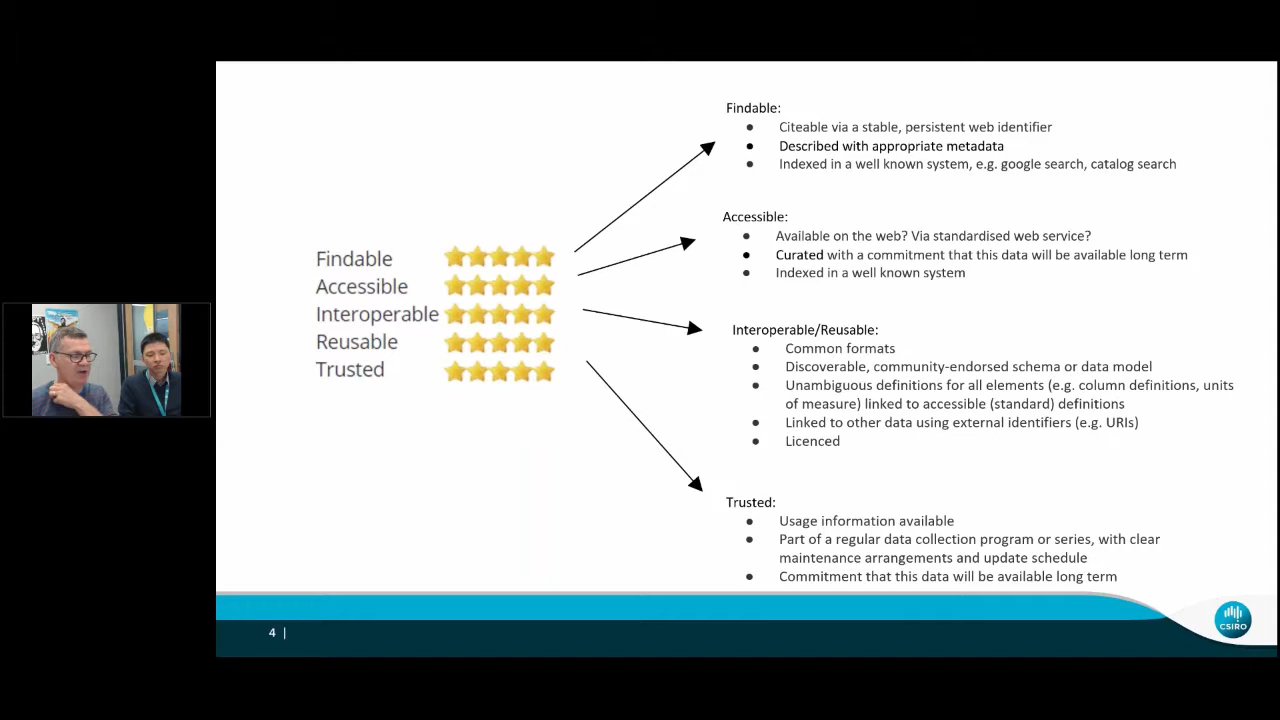 Findable
Accessible
Interoperable
Reusable
Trusted
Findable:
● Citeable via a stable, persistent web identifier
● Described with appropriate metadata
● Indexed in a well known system, e.g. google search, catalog search
Accessible:
● Available on the web? Via standardised web service?
● Curated with a commitment that this data will be available long term
● Indexed in a well known system
Interoperable/Reusable:
● Common formats
● Discoverable, community-endorsed schema or data model
● Unambiguous definitions for all elements (e.g. column definitions, units
of measure) linked to accessible (standard) definitions
● Linked to other data using external identifiers (e.g. URIs)
● Licenced
Trusted:
● Usage information available
● Part of a regular data collection program or series, with clear
maintenance arrangements and update schedule
● Commitment that this data will be available long term
4 |
CSIRO